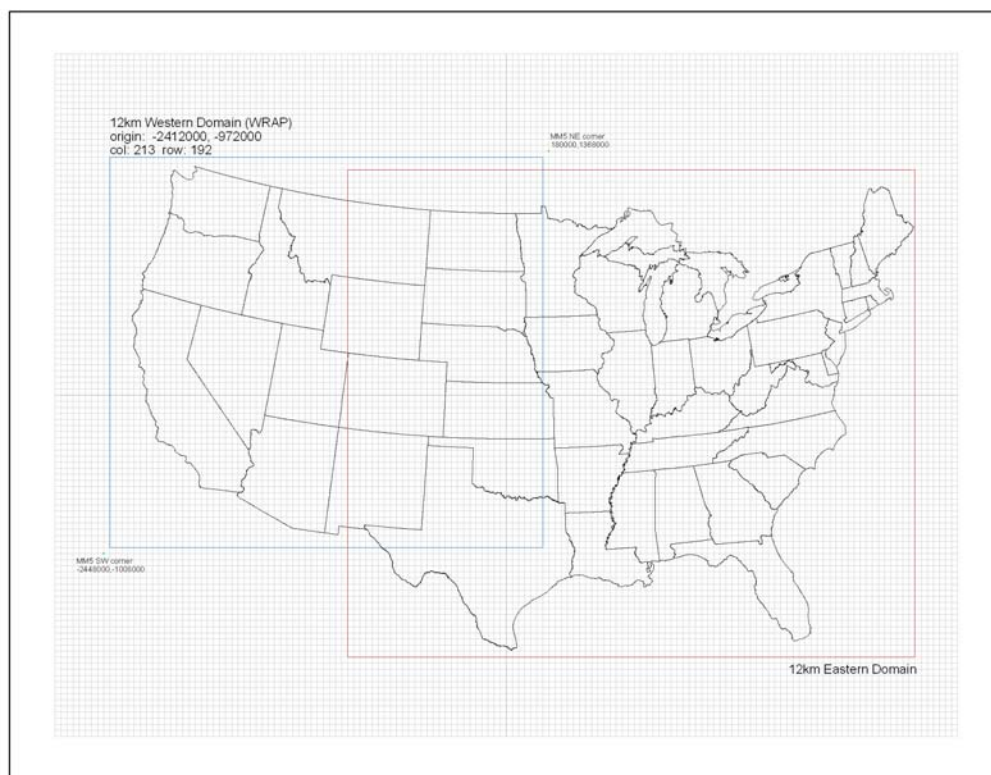 12km Western Domain (WRAP)
origin: -2412000, -972000
col: 213 row: 192
MM5 NE corner
180000,1368000
MM5 SW corner
-2448000,-1008000
12km Eastern Domain